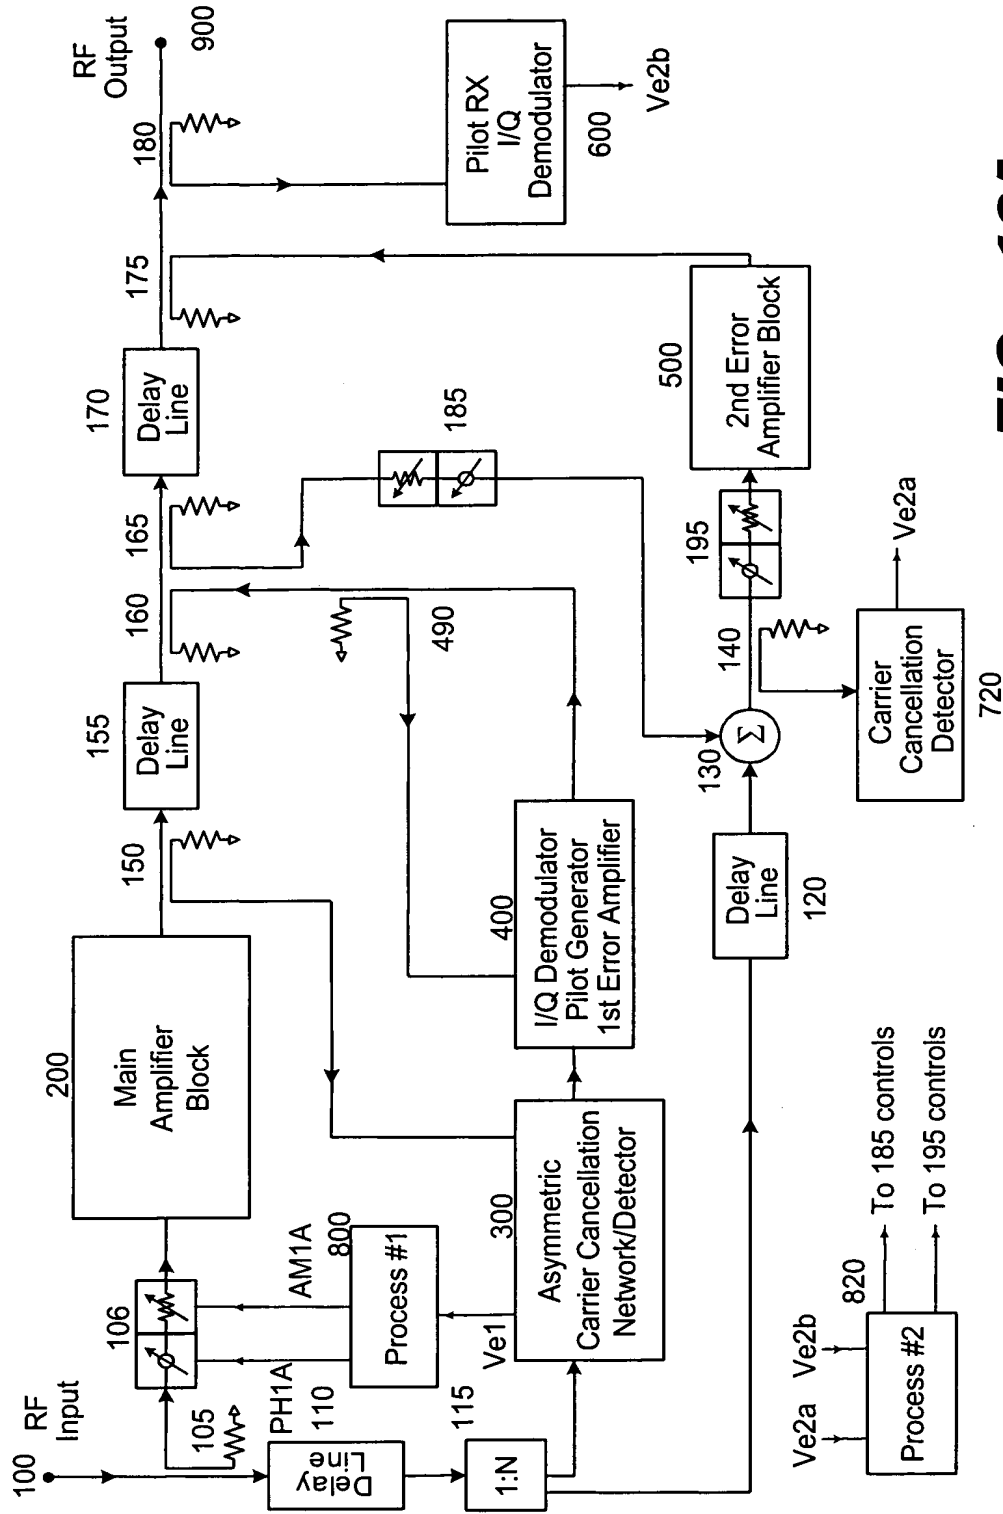 100
RF
Input
105
106
200
Main
Amplifier
Block
150
155
Delay
Line
160
165
170
Delay
Line
175
180
RF
Output
900
PH1A
110
Delay
Line
AM1A
800
Process #1
Ve1
115
1:N
300
Asymmetric
Carrier Cancellation
Network/Detector
400
I/Q Demodulator
Pilot Generator
1st Error Amplifier
490
185
Pilot RX
I/Q
Demodulator
600
Ve2b
120
Delay
Line
130
Σ
140
195
500
2nd Error
Amplifier Block
Carrier
Cancellation
Detector
720
Ve2a
Ve2a
Ve2b
820
Process #2
To 185 controls
To 195 controls